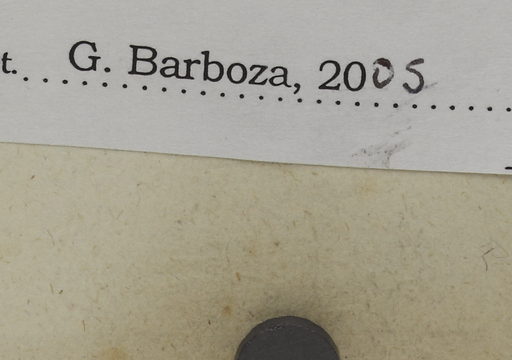 t. G. Barboza, 2005